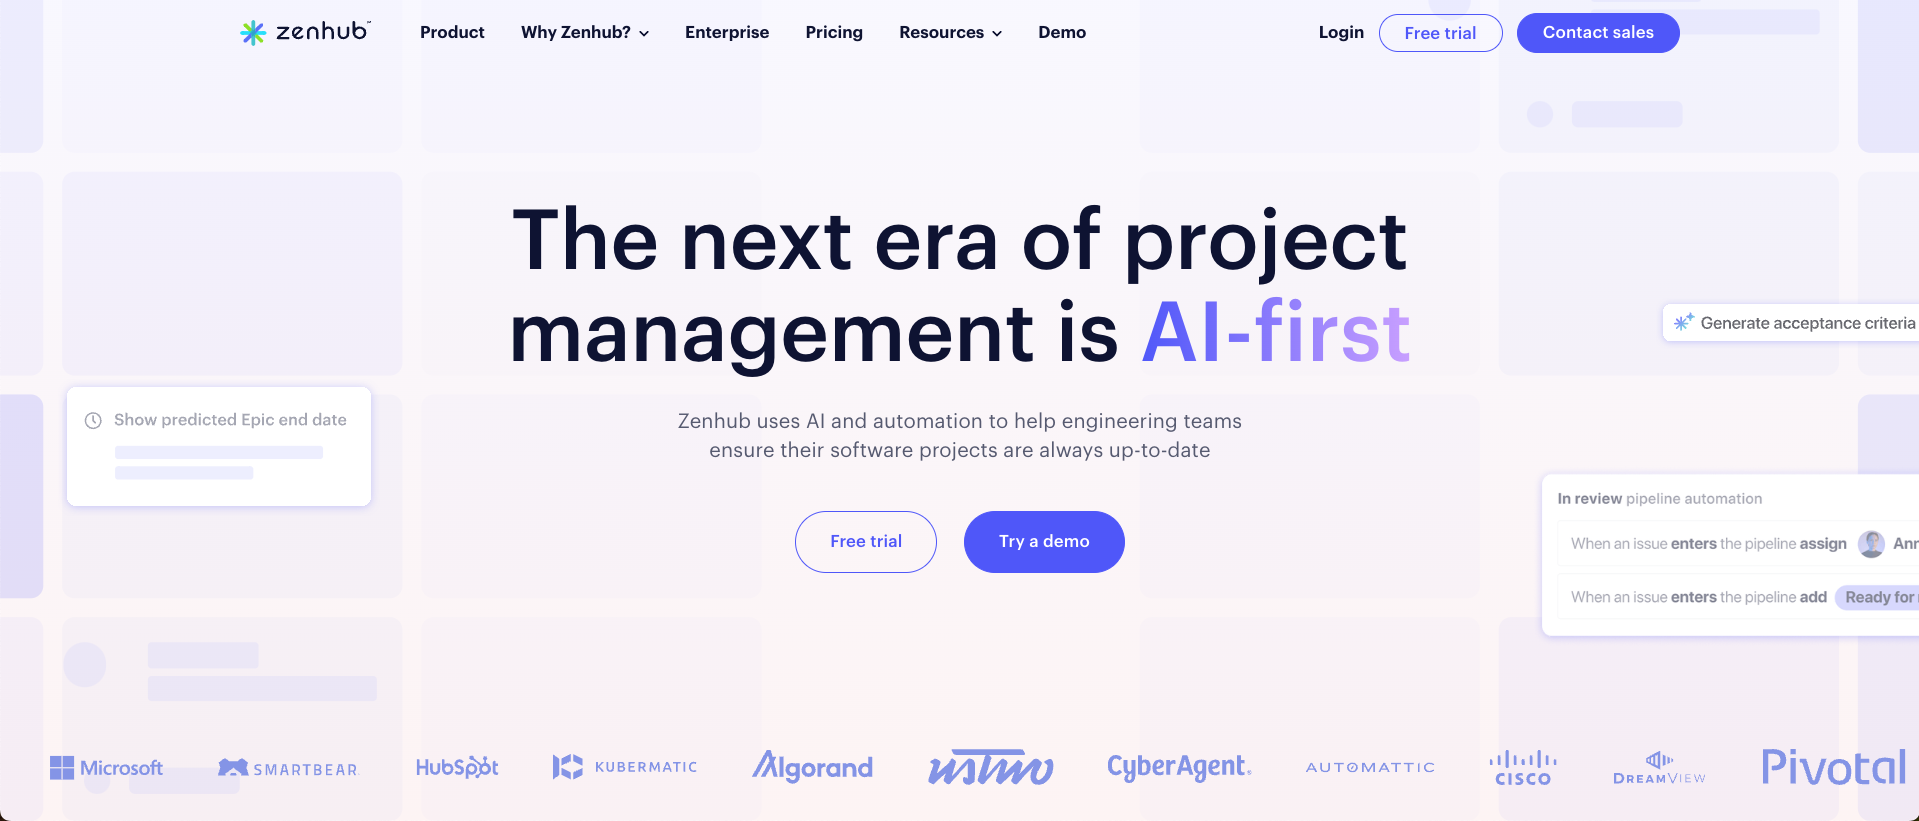 zenhub™
Product
Why Zenhub?
Enterprise
Pricing
Resources
Demo
Login
Free trial
Contact sales
The next era of project
management is AI-first
Generate acceptance criteria
Show predicted Epic end date
Zenhub uses AI and automation to help engineering teams
ensure their software projects are always up-to-date
In review pipeline automation
When an issue enters the pipeline assign
When an issue enters the pipeline add Ready for
Free trial
Try a demo
Microsoft
SMARTBEAR
HubSpot
KUBERMATIC
Algorand
ustwo
CyberAgent®
AUTOMATTIC
CISCO
DREAMVIEW
Pivotal